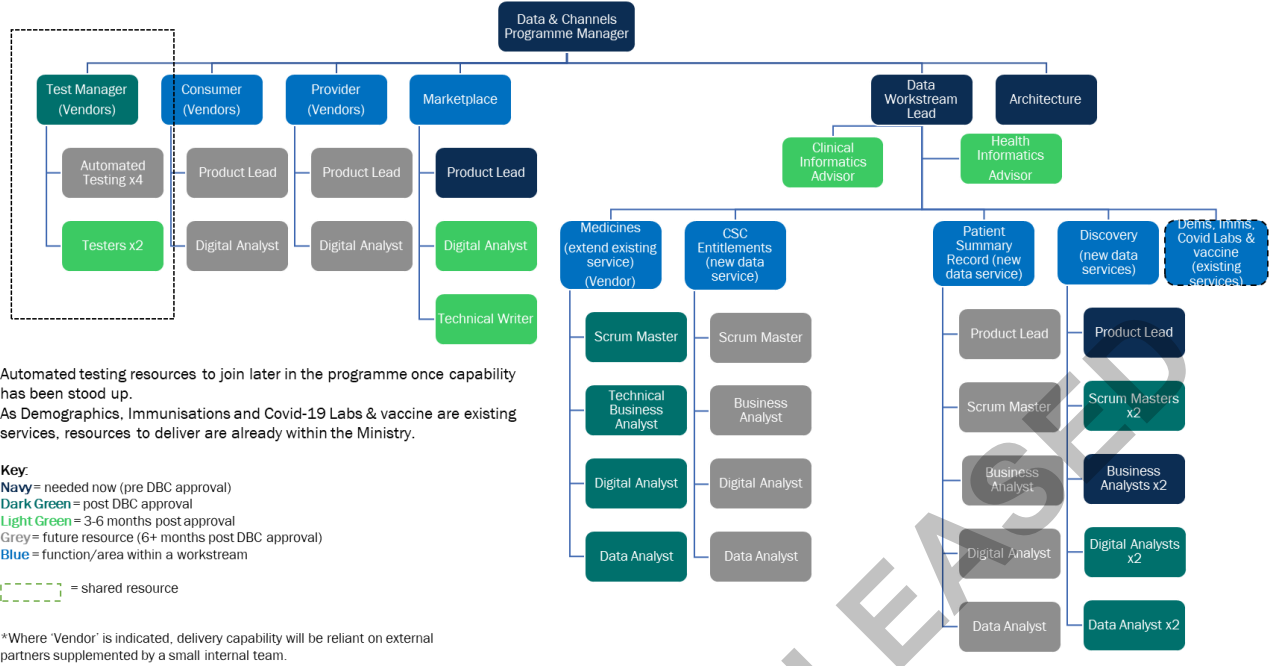 Data & Channels
Programme Manager
Test Manager
(Vendors)
Consumer
(Vendors)
Provider
(Vendors)
Marketplace
Data
Workstream
Lead
Architecture
Automated
Testing x4
Product Lead
Product Lead
Product Lead
Clinical
Informatics
Advisor
Health
Informatics
Advisor
Testers x2
Digital Analyst
Digital Analyst
Digital Analyst
Technical Writer
Medicines
(extend existing
service)
(Vendor)
CSC
Entitlements
(new data
service)
Patient
Summary
Record (new
data service)
Discovery
(new data
services)
Dems, Imms,
Covid Labs &
vaccine
(existing
services)
Scrum Master
Scrum Master
Product Lead
Product Lead
Technical
Business
Analyst
Business
Analyst
Scrum Master
Scrum Masters
x2
Digital Analyst
Digital Analyst
Business
Analyst
Business
Analysts x2
Data Analyst
Data Analyst
Digital Analyst
Digital Analysts
x2
Data Analyst
Data Analyst x2
Automated testing resources to join later in the programme once capability
has been stood up.
As Demographics, Immunisations and Covid-19 Labs & vaccine are existing
services, resources to deliver are already within the Ministry.
Key:
Navy = needed now (pre DBC approval)
Dark Green = post DBC approval
Light Green = 3-6 months post approval
Grey = future resource (6+ months post DBC approval)
Blue = function/area within a workstream
= shared resource
*Where 'Vendor' is indicated, delivery capability will be reliant on external
partners supplemented by a small internal team.
EASED